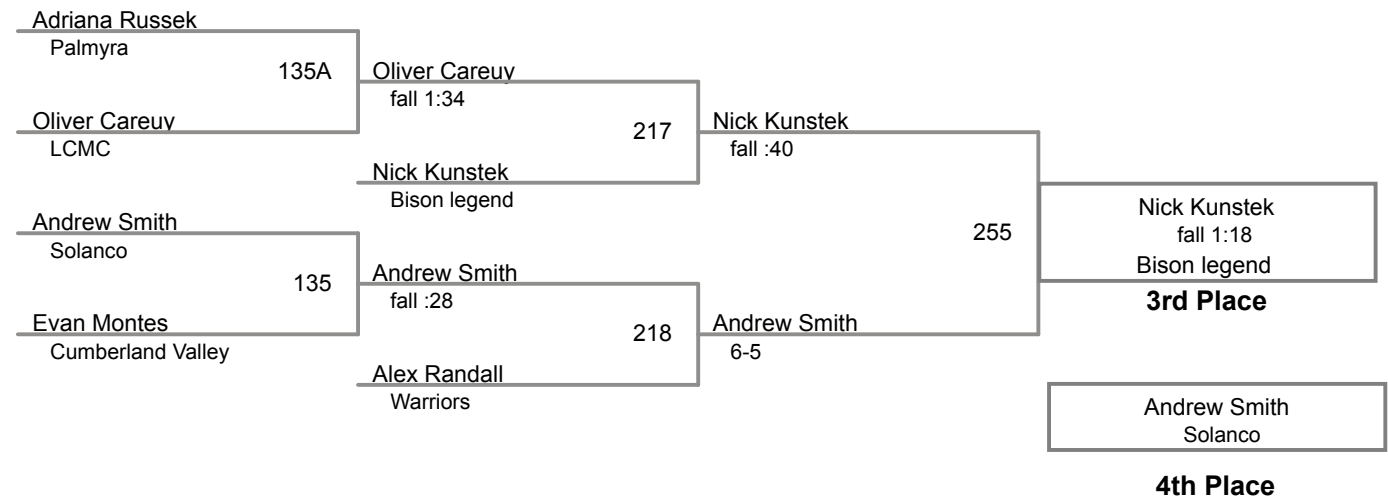 Adriana Russek
Palmyra
135A
Oliver Careuy
fall 1:34
Oliver Careuy
LCMC
217
Nick Kunstek
fall :40
Nick Kunstek
Bison legend
Andrew Smith
Solanco
255
Nick Kunstek
fall 1:18
Bison legend
3rd Place
135
Andrew Smith
fall :28
Evan Montes
Cumberland Valley
218
Andrew Smith
6-5
Alex Randall
Warriors
Andrew Smith
Solanco
4th Place